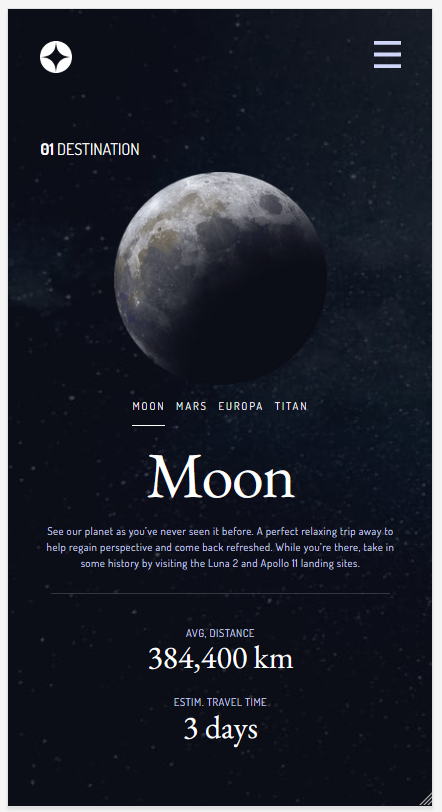 01 DESTINATION
MOON MARS EUROPA TITAN
Moon
See our planet as you've never seen it before. A perfect relaxing trip away to
help regain perspective and come back refreshed. While you're there, take in
some history by visiting the Luna 2 and Apollo 11 landing sites.
AVG, DISTANCE
384,400 km
ESTIM. TRAVEL TIME
3 days